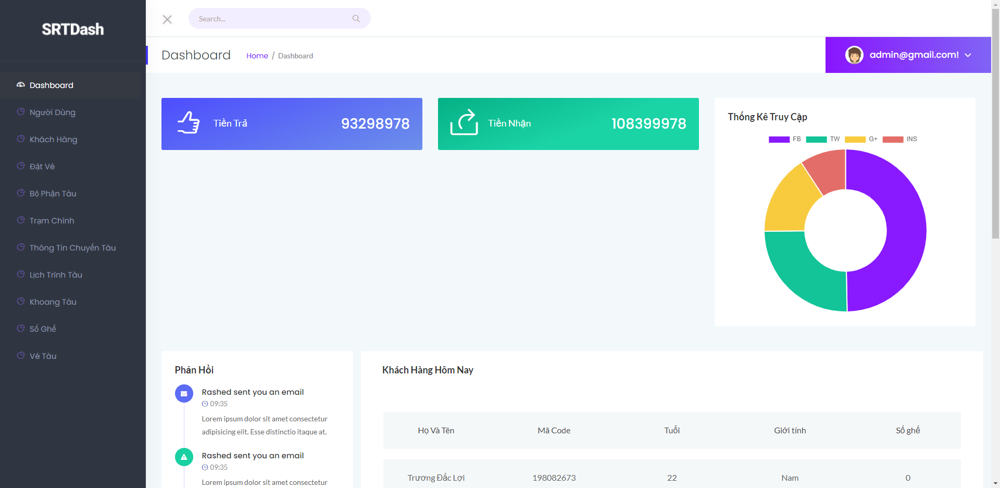 SRTDash
Dashboard
Người Dùng
Khách Hàng
Đặt Vé
Bộ Phận Tàu
Trạm Chính
Thông Tin Chuyến Tàu
Lịch Trình Tàu
Khoang Tàu
Số Ghế
Vé Tàu
Search...
Dashboard
Home / Dashboard
admin@gmail.com!
Tiền Trả
93298978
Tiền Nhận
108399978
Thống Kê Truy Cập
FB TW G+ INS
Phản Hồi
Rashed sent you an email
09:35
Lorem ipsum dolor sit amet consectetur
adipisicing elit. Esse distinctio itaque at.
Rashed sent you an email
09:35
Lorem ipsum dolor sit amet consectetur
Khách Hàng Hôm Nay
Họ Và Tên Mã Code Tuổi Giới tính Số ghế
Trương Đắc Lợi 198082673 22 Nam 0